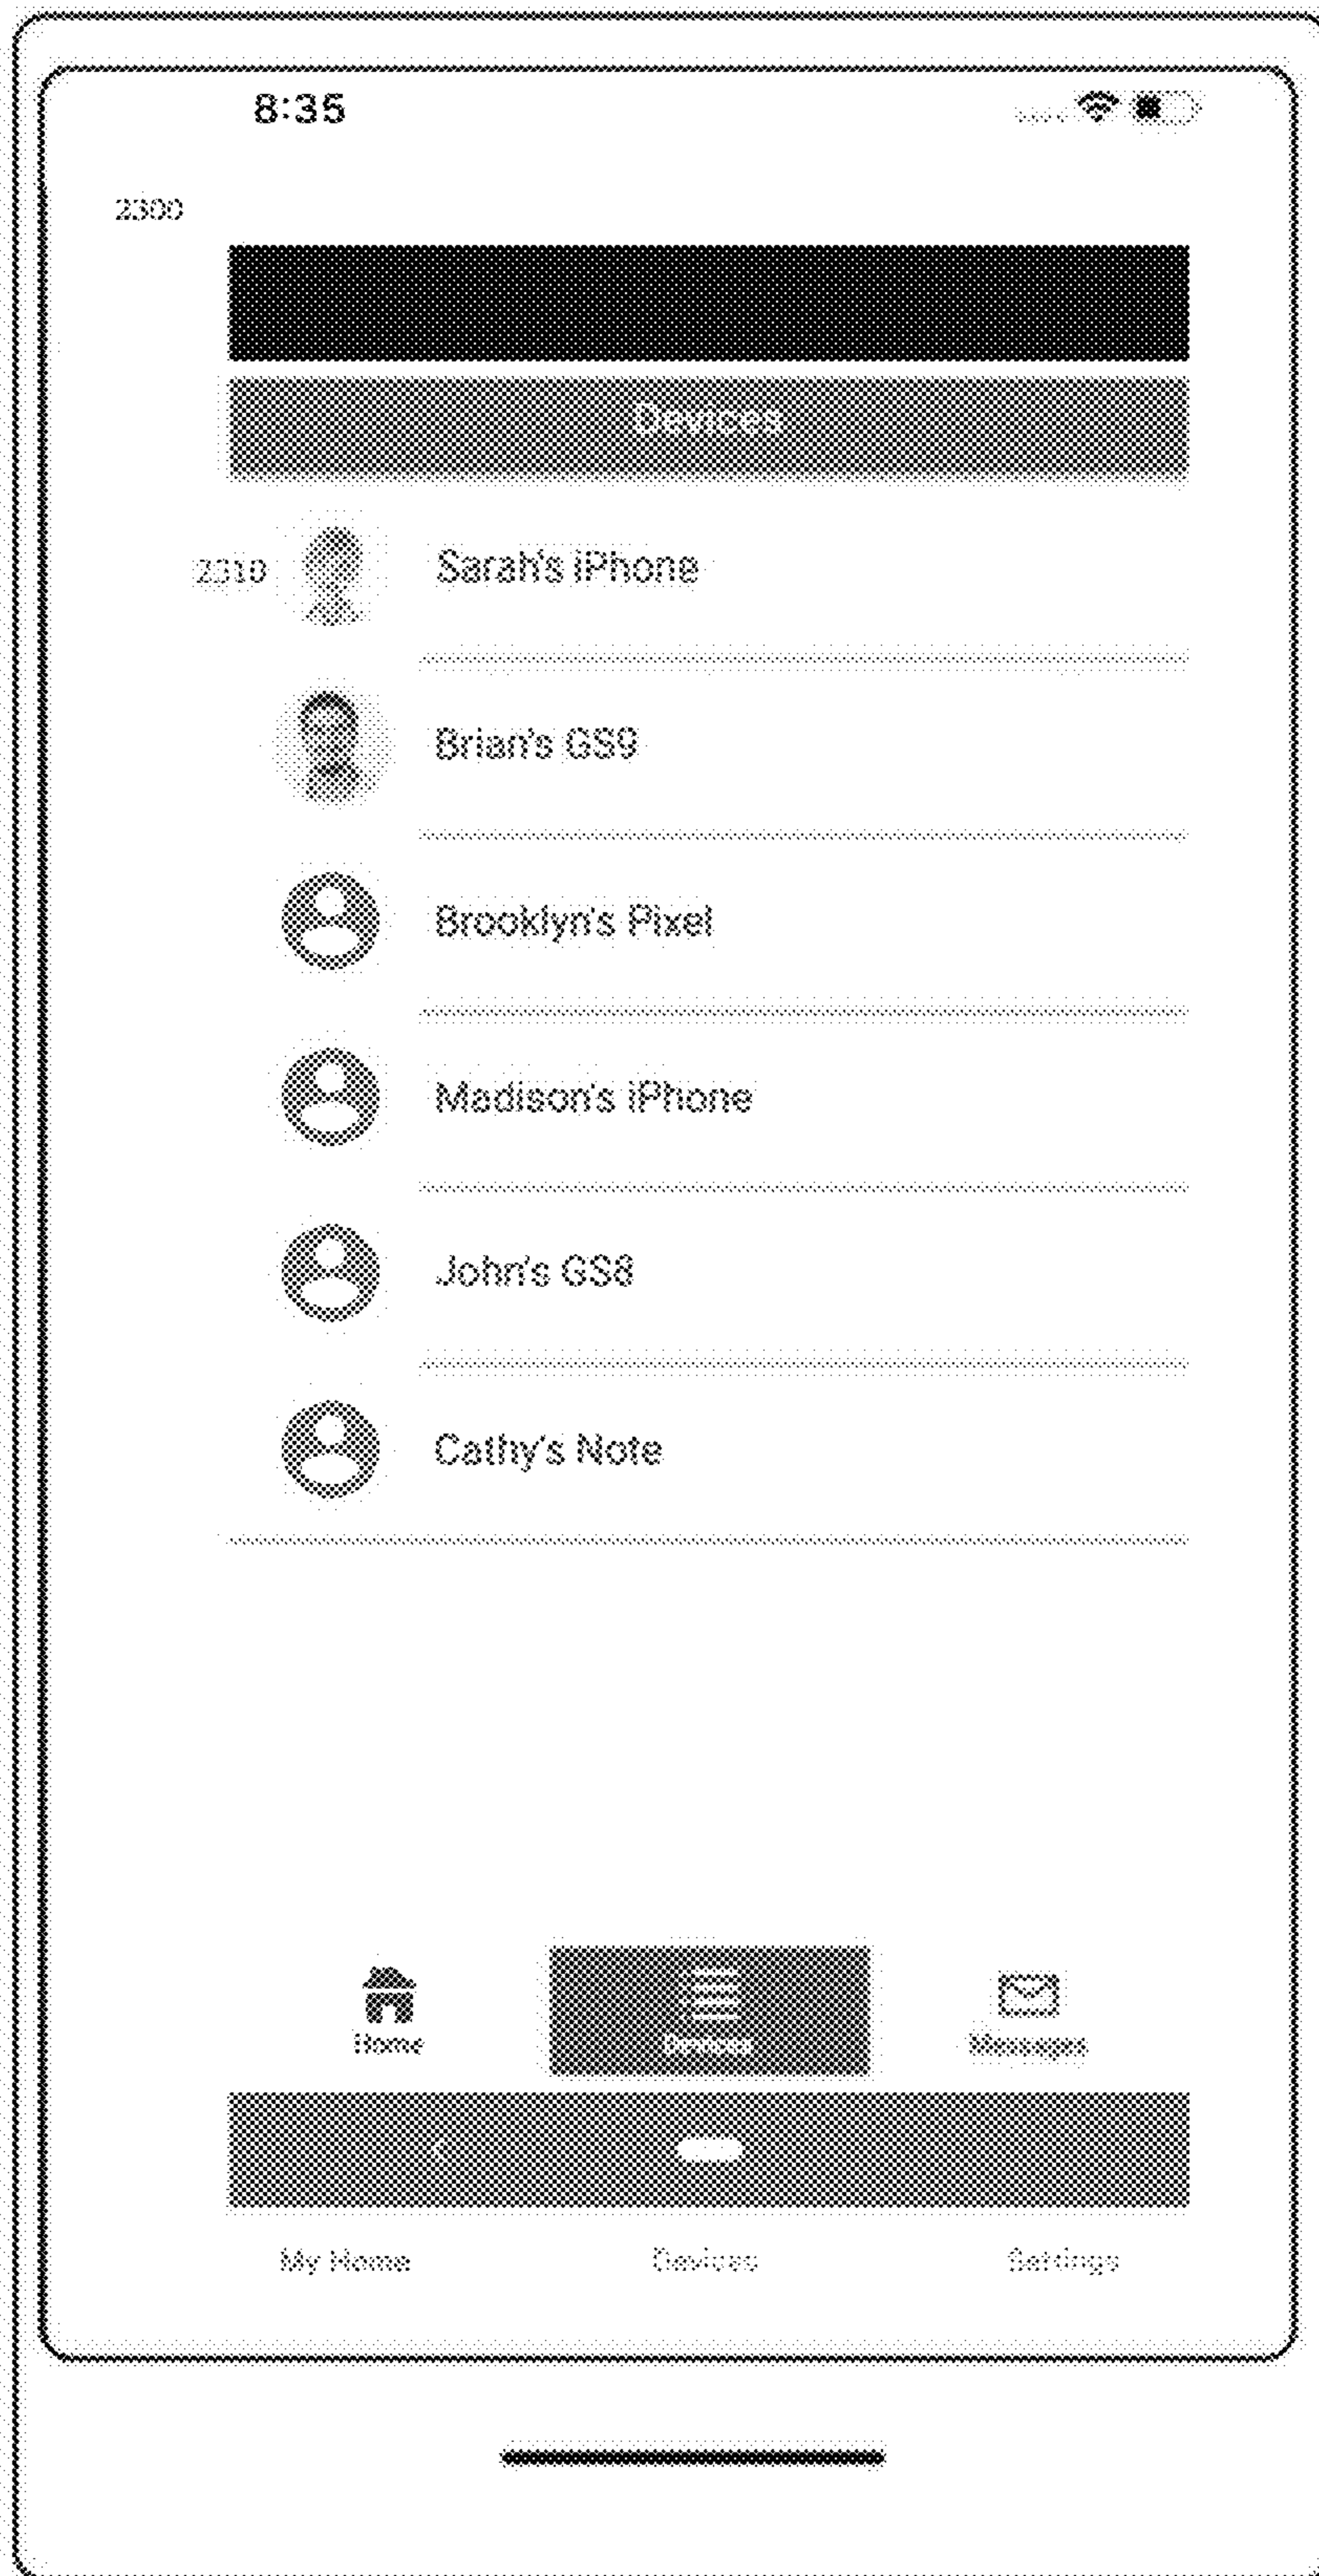 8:35
2300
Devices
2310 Sarah's iPhone
Brian's GS9
Brooklyn's Pixel
Madison's iPhone
John's GS8
Cathy's Note
Home Devices Messages
My Home Devices Settings